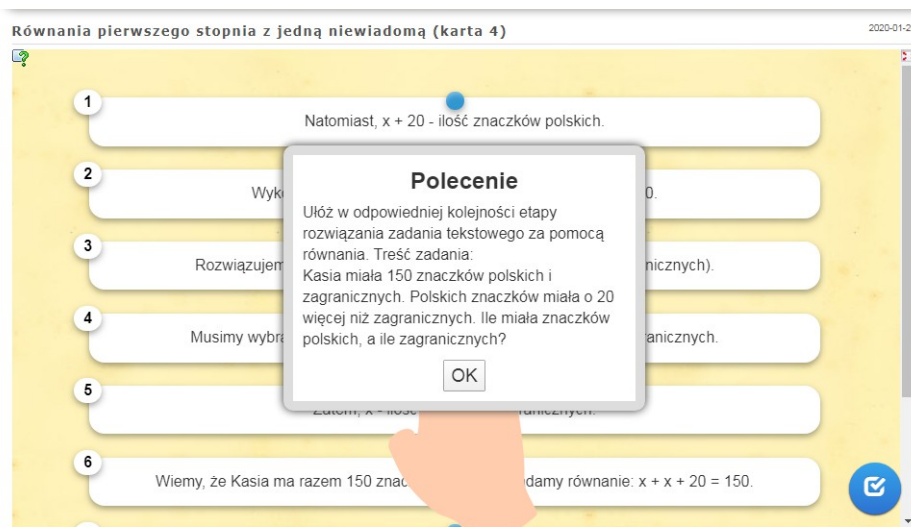 Równania pierwszego stopnia z jedną niewiadomą (karta 4)
2020-01-2
1
Natomiast, x + 20 - ilość znaczków polskich.
2
0.
3
Rozwiązujem
nicznych).
4
Musimy wybra
anicznych.
5
Zatem, x - ilość
ranicznych.
6
Wiemy, że Kasia ma razem 150 znac
damy równanie: x + x + 20 = 150.
Polecenie
Ułóż w odpowiedniej kolejności etapy
rozwiązania zadania tekstowego za pomocą
równania. Treść zadania:
Kasia miała 150 znaczków polskich i
zagranicznych. Polskich znaczków miała o 20
więcej niż zagranicznych. Ile miała znaczków
polskich, a ile zagranicznych?
OK